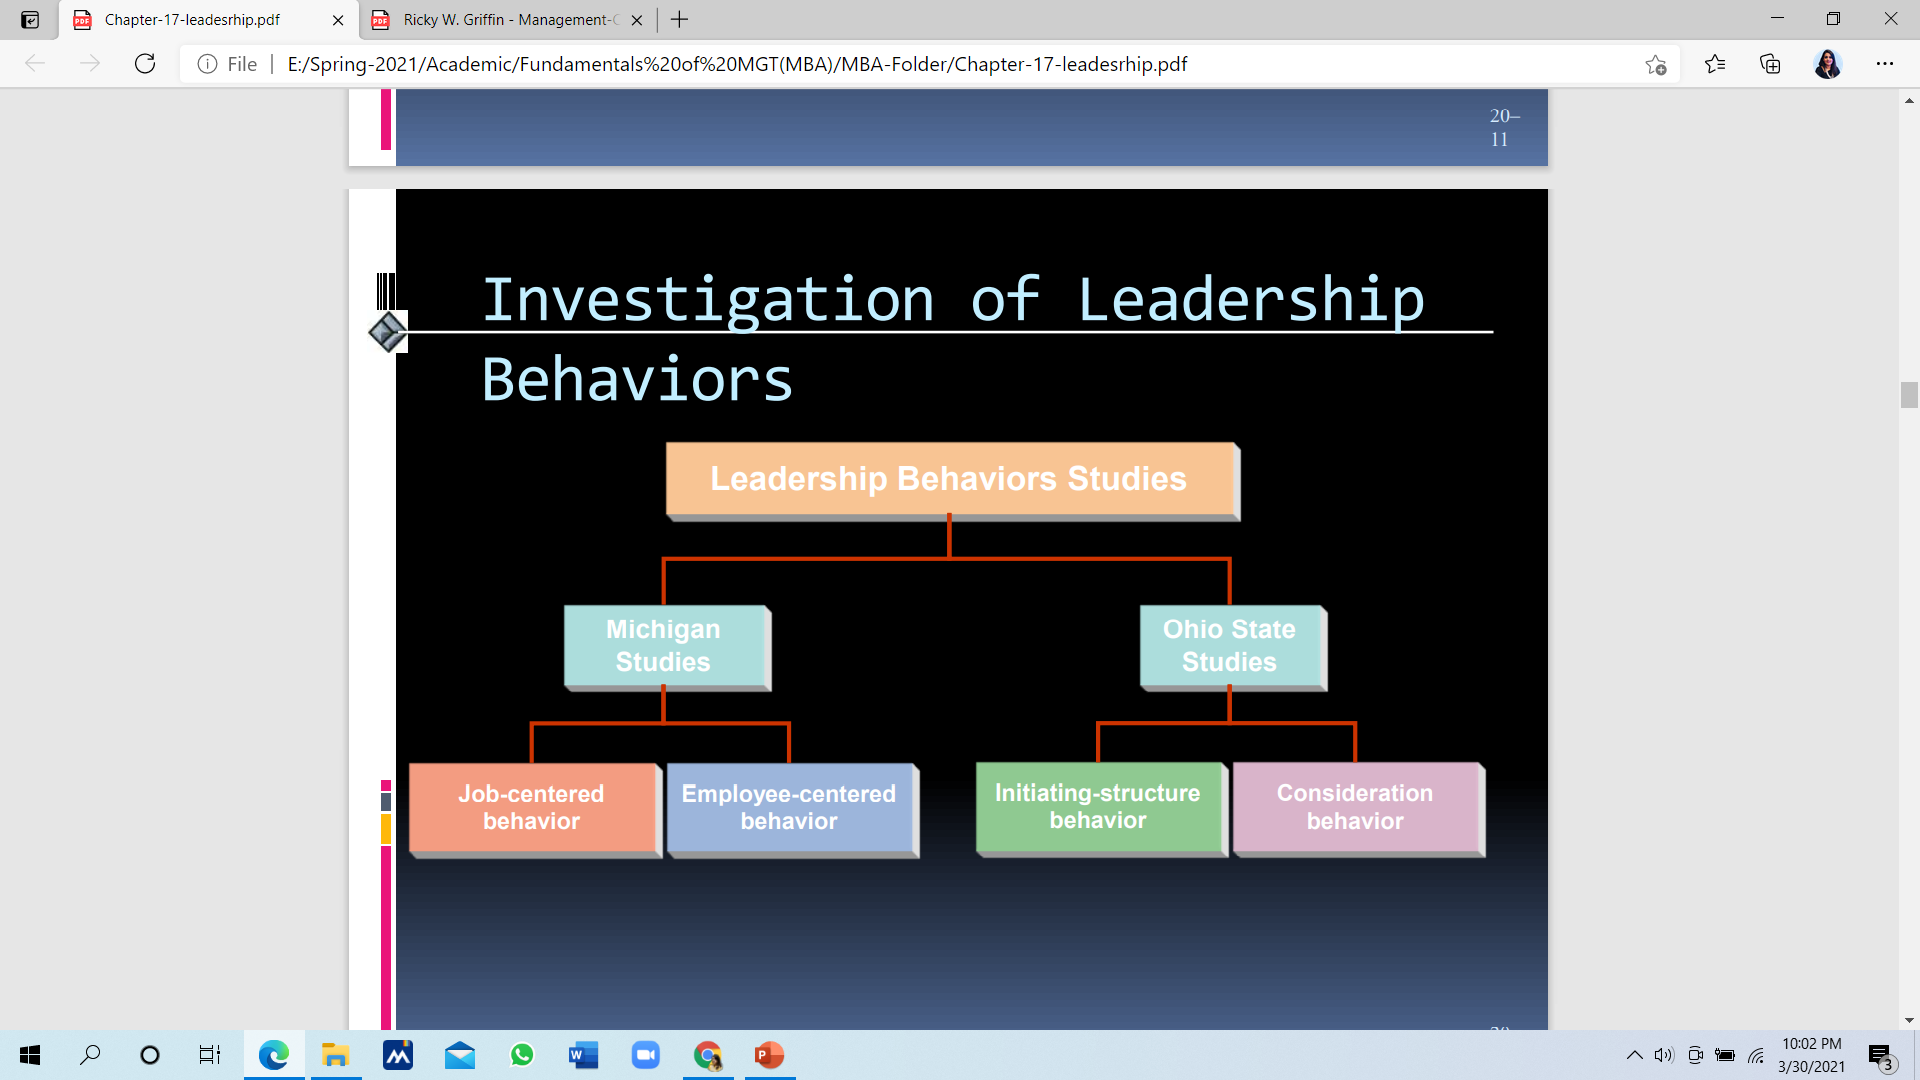 Chapter-17-leadesrhip.pdf
Ricky W. Griffin - Management-
File
E:/Spring-2021/Academic/Fundamentals%20of%20MGT(MBA)/MBA-Folder/Chapter-17-leadesrhip.pdf
20–
11
Investigation of Leadership
Behaviors
Leadership Behaviors Studies
Michigan
Studies
Ohio State
Studies
Job-centered
behavior
Employee-centered
behavior
Initiating-structure
behavior
Consideration
behavior
10:02 PM
3/30/2021
3